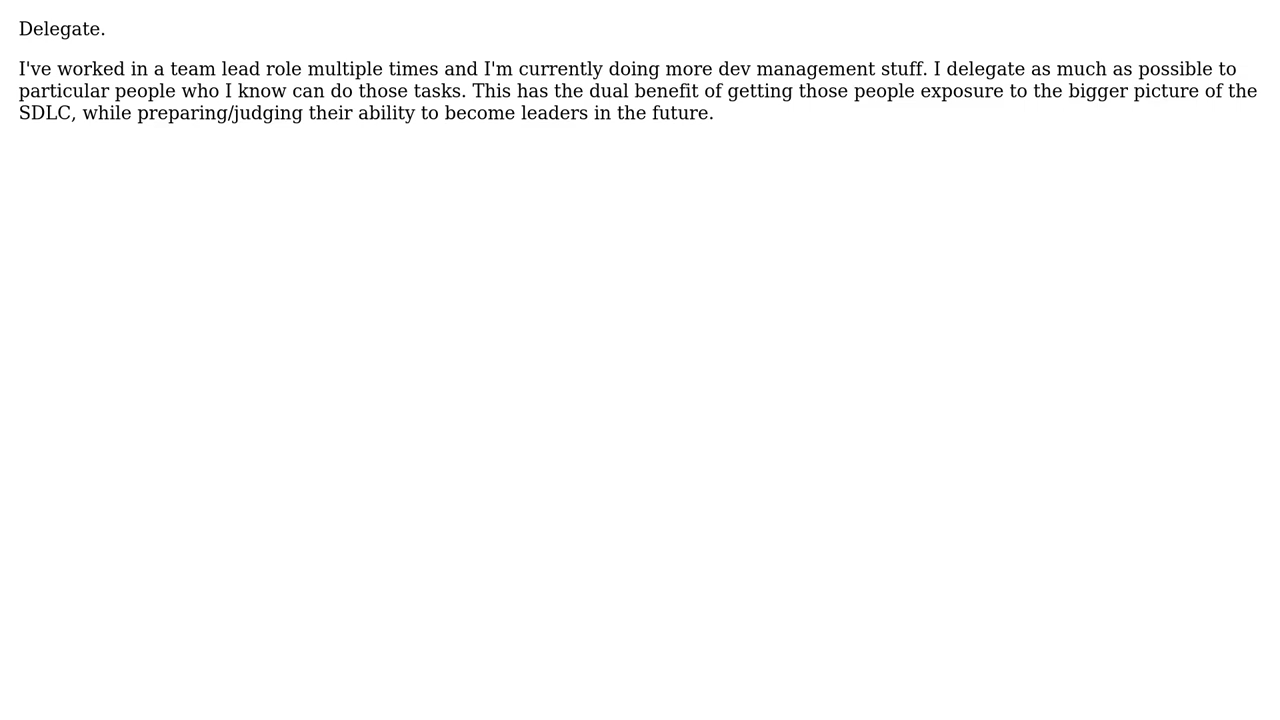 Delegate.
I've worked in a team lead role multiple times and I'm currently doing more dev management stuff. I delegate as much as possible to
particular people who I know can do those tasks. This has the dual benefit of getting those people exposure to the bigger picture of the
SDLC, while preparing/judging their ability to become leaders in the future.